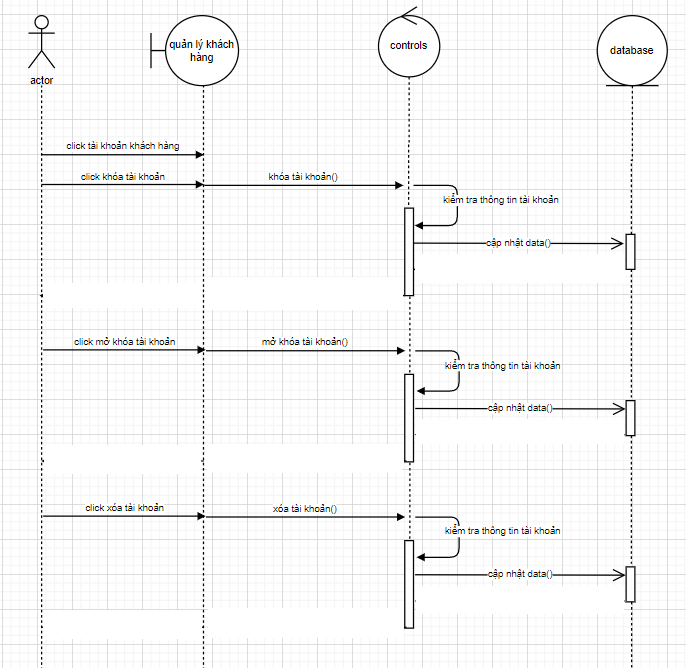 quản lý khách
hàng
controls
database
actor
click tài khoản khách hàng
click khóa tài khoản
khóa tài khoản()
kiểm tra thông tin tài khoản
cập nhật data()
click mở khóa tài khoản
mở khóa tài khoản()
kiểm tra thông tin tài khoản
cập nhật data()
click xóa tài khoản
xóa tài khoản()
kiểm tra thông tin tài khoản
cập nhật data()